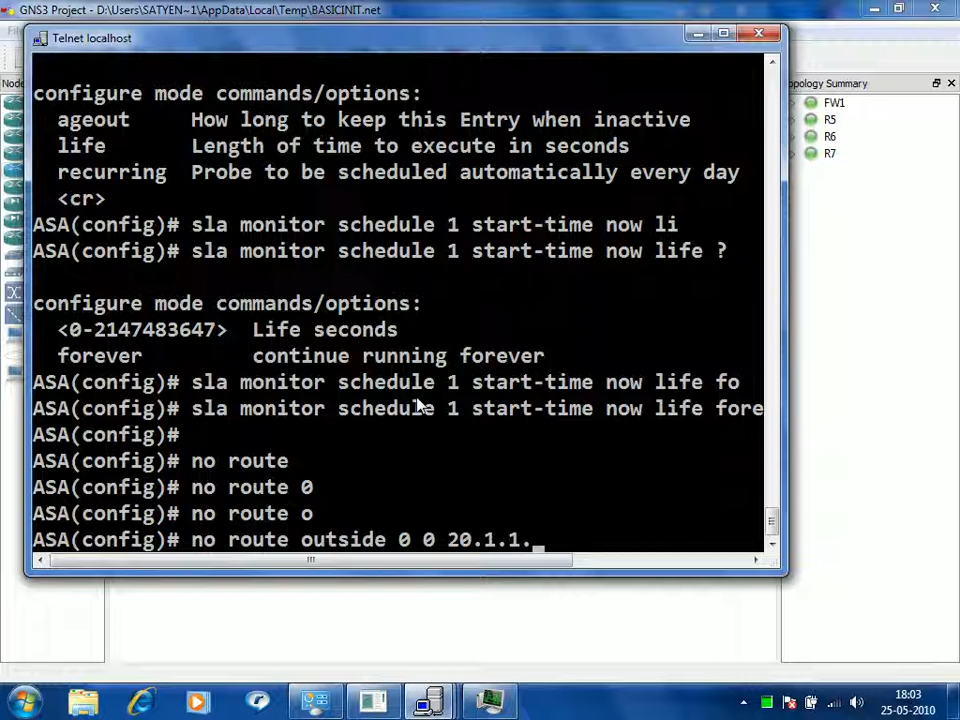 GNS3 Project - D:\Users\SATYEN~1\AppData\Local\Temp\BASICINIT.net
Telnet localhost
configure mode commands/options:
ageout How long to keep this Entry when inactive
life Length of time to execute in seconds
recurring Probe to be scheduled automatically every day
<cr>
ASA(config)# sla monitor schedule 1 start-time now li
ASA(config)# sla monitor schedule 1 start-time now life ?
configure mode commands/options:
<0-2147483647> Life seconds
forever continue running forever
ASA(config)# sla monitor schedule 1 start-time now life fo
ASA(config)# sla monitor schedule 1 start-time now life fore
ASA(config)#
ASA(config)# no route
ASA(config)# no route 0
ASA(config)# no route o
ASA(config)# no route outside 0 0 20.1.1._
opology Summary
FW1
R5
R6
R7
18:03
25-05-2010